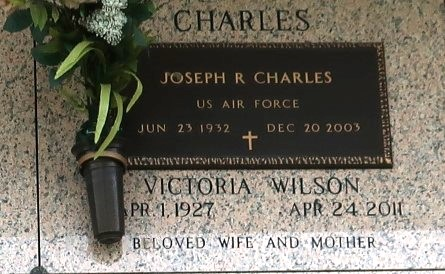 CHARLES
JOSEPH R CHARLES
US AIR FORCE
JUN 23 1932 DEC 20 2003
VICTORIA WILSON
APR 1, 1927 APR 24, 2011
BELOVED WIFE AND MOTHER